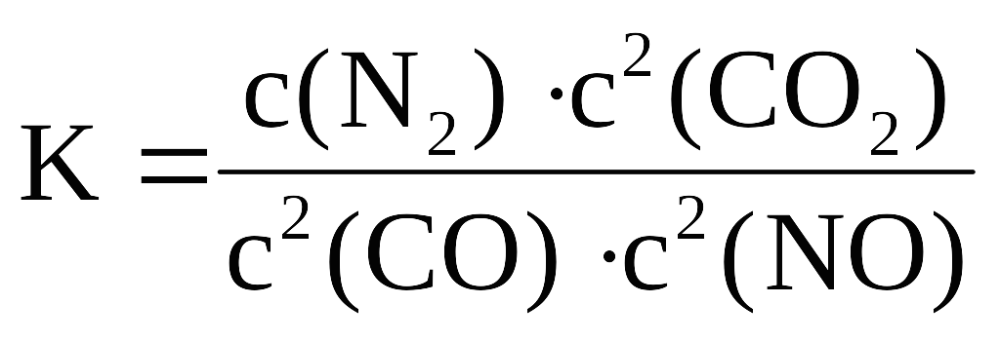 K = c(N₂) ·c²(CO₂)
c²(CO) ·c²(NO)